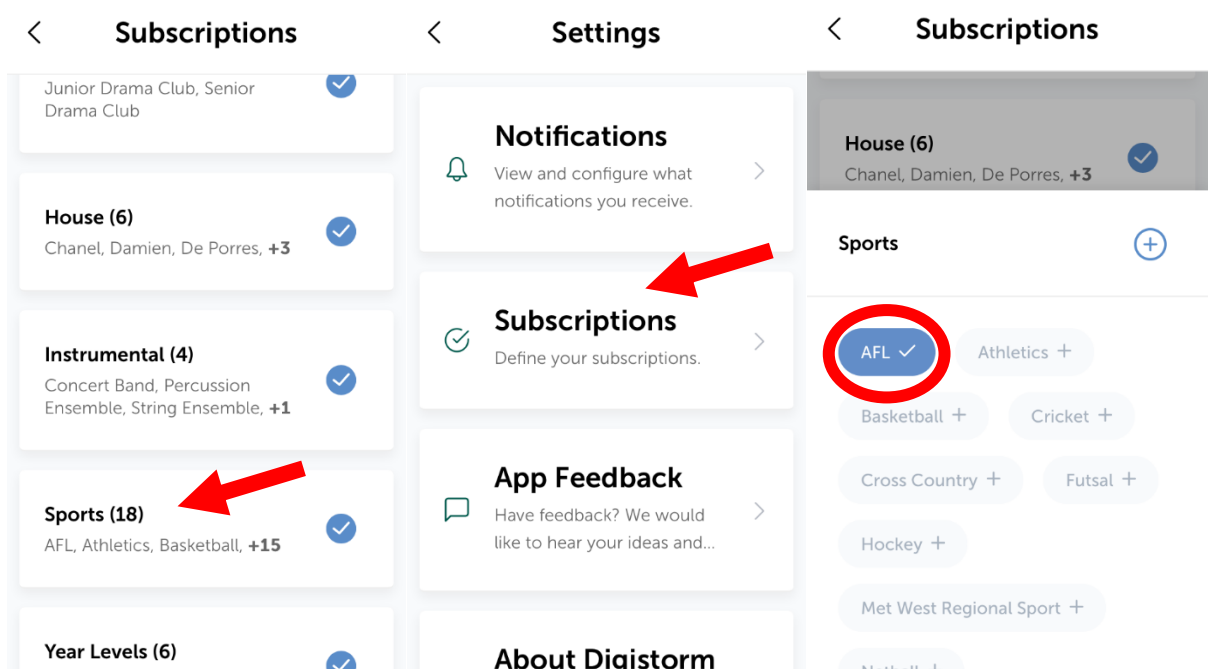 Subscriptions
Junior Drama Club, Senior
Drama Club
House (6)
Chanel, Damien, De Porres, +3
Instrumental (4)
Concert Band, Percussion
Ensemble, String Ensemble, +1
Sports (18)
AFL, Athletics, Basketball, +15
Year Levels (6)
Settings
Notifications
View and configure what
notifications you receive.
Subscriptions
Define your subscriptions.
App Feedback
Have feedback? We would
like to hear your ideas and...
About Digistorm
Subscriptions
House (6)
Chanel, Damien, De Porres, +3
Sports
AFL
Athletics +
Basketball +
Cricket +
Cross Country +
Futsal +
Hockey +
Met West Regional Sport +